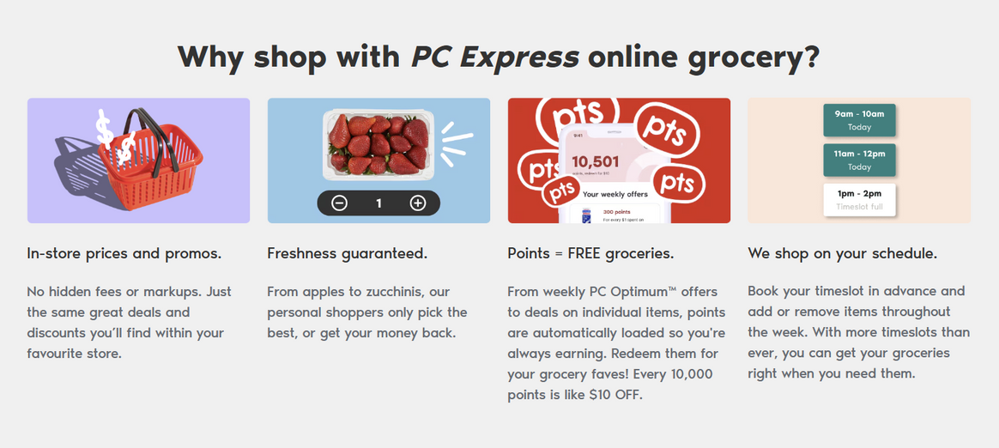 Why shop with PC Express online grocery?
$
$
1
pts
pts
pts
pts
pts
9:41
10,501
points, redeem for $10
Your weekly offers
300 points
For every $1 spent on
9am - 10am
Today
11am - 12pm
Today
1pm - 2pm
Timeslot full
In-store prices and promos.
No hidden fees or markups. Just
the same great deals and
discounts you’ll find within your
favourite store.
Freshness guaranteed.
From apples to zucchinis, our
personal shoppers only pick the
best, or get your money back.
Points = FREE groceries.
From weekly PC Optimum™ offers
to deals on individual items, points
are automatically loaded so you're
always earning. Redeem them for
your grocery faves! Every 10,000
points is like $10 OFF.
We shop on your schedule.
Book your timeslot in advance and
add or remove items throughout
the week. With more timeslots than
ever, you can get your groceries
right when you need them.